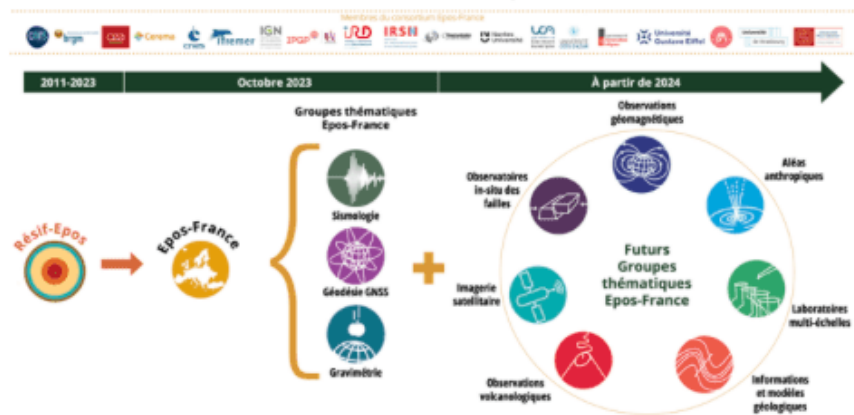 Membres du consortium Epos-France
brgm
Cerema
cnes
Ifremer
IGN
IPGP
IRD
IRSN
Nantes Université
UCA
Université Gustave Eiffel
2011-2023
Octobre 2023
À partir de 2024
Groupes thématiques
Epos-France
Résif-Epos
Epos-France
Sismologie
Géodésie GNSS
Gravimétrie
Observations
géomagnétiques
Observatoires
in-situ des
failles
Aléas
anthropiques
Futurs
Groupes
thématiques
Epos-France
Imagerie
satellitaire
Laboratoires
multi-échelles
Observations
volcanologiques
Informations
et modèles
géologiques